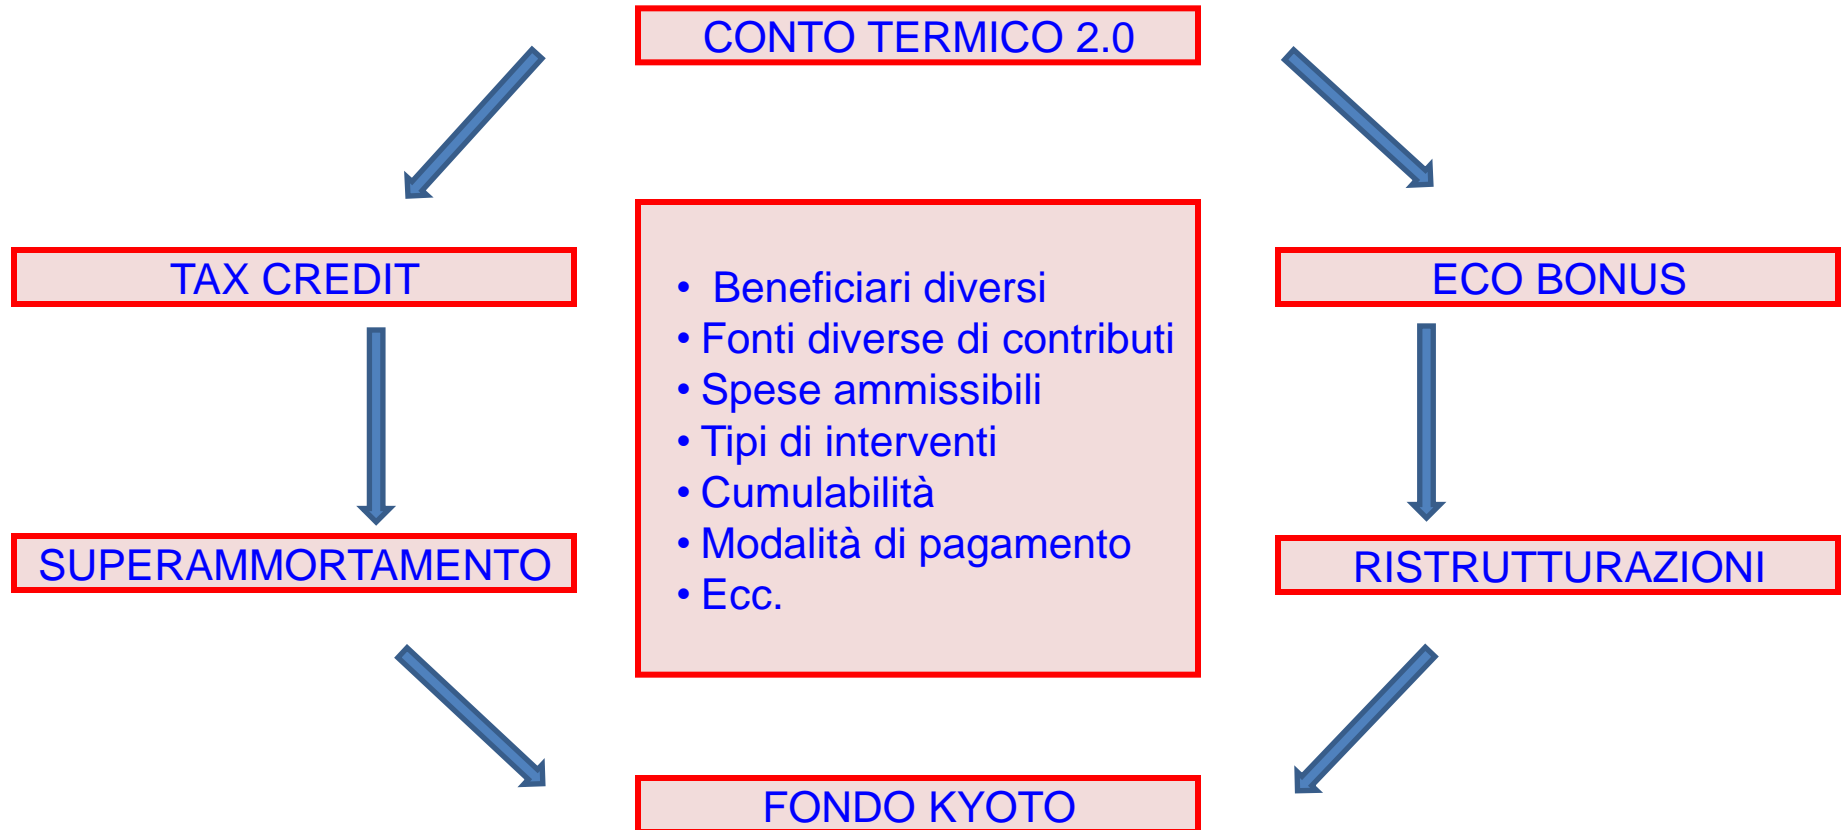 CONTO TERMICO 2.0
TAX CREDIT
ECO BONUS
• Beneficiari diversi
• Fonti diverse di contributi
• Spese ammissibili
• Tipi di interventi
• Cumulabilità
• Modalità di pagamento
• Ecc.
SUPERAMMORTAMENTO
RISTRUTTURAZIONI
FONDO KYOTO